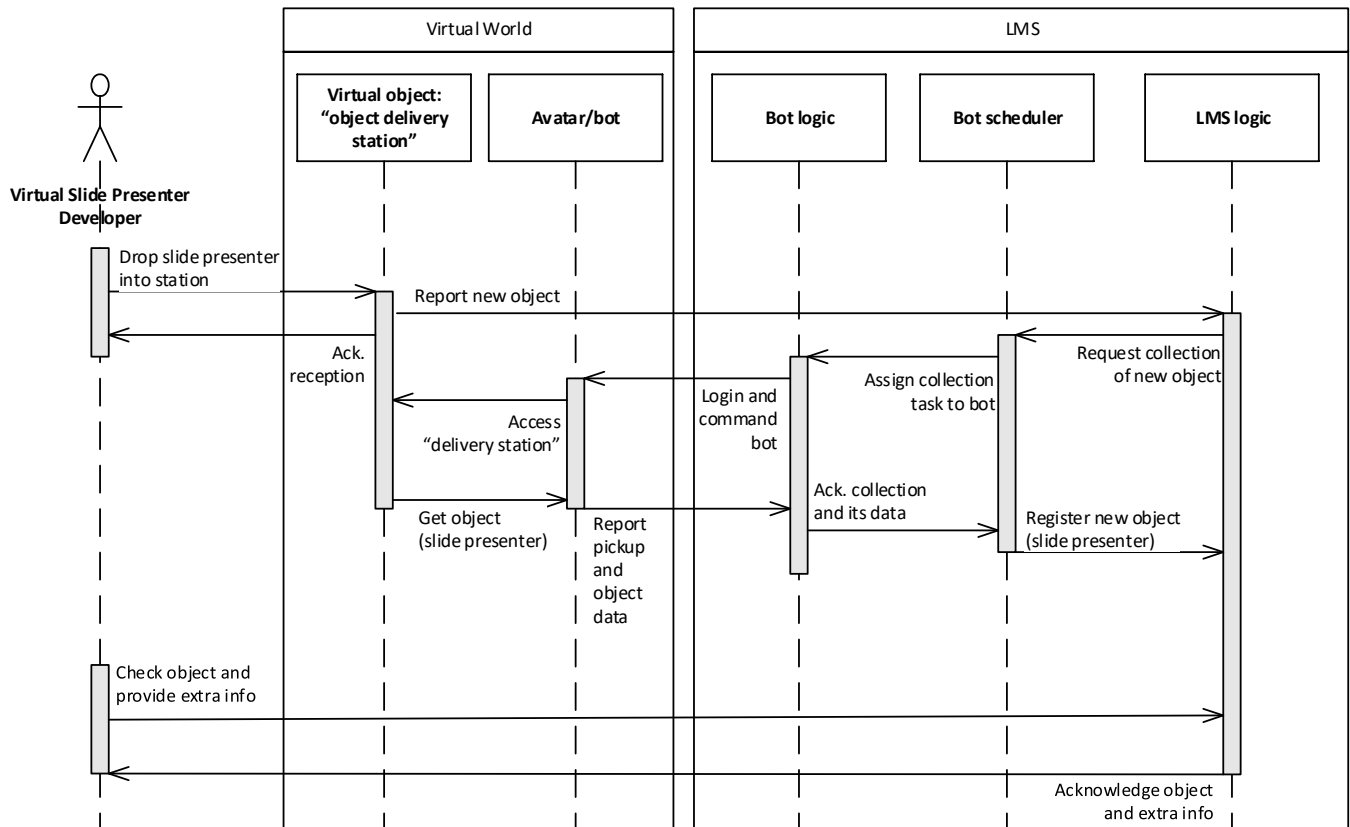 Virtual World
LMS
Virtual object:
“object delivery
station”
Avatar/bot
Bot logic
Bot scheduler
LMS logic
Virtual Slide Presenter
Developer
Drop slide presenter
into station
Report new object
Ack.
reception
Request collection
of new object
Assign collection
task to bot
Login and
command
bot
Access
“delivery station”
Get object
(slide presenter)
Report
pickup
and
object
data
Ack. collection
and its data
Register new object
(slide presenter)
Check object and
provide extra info
Acknowledge object
and extra info